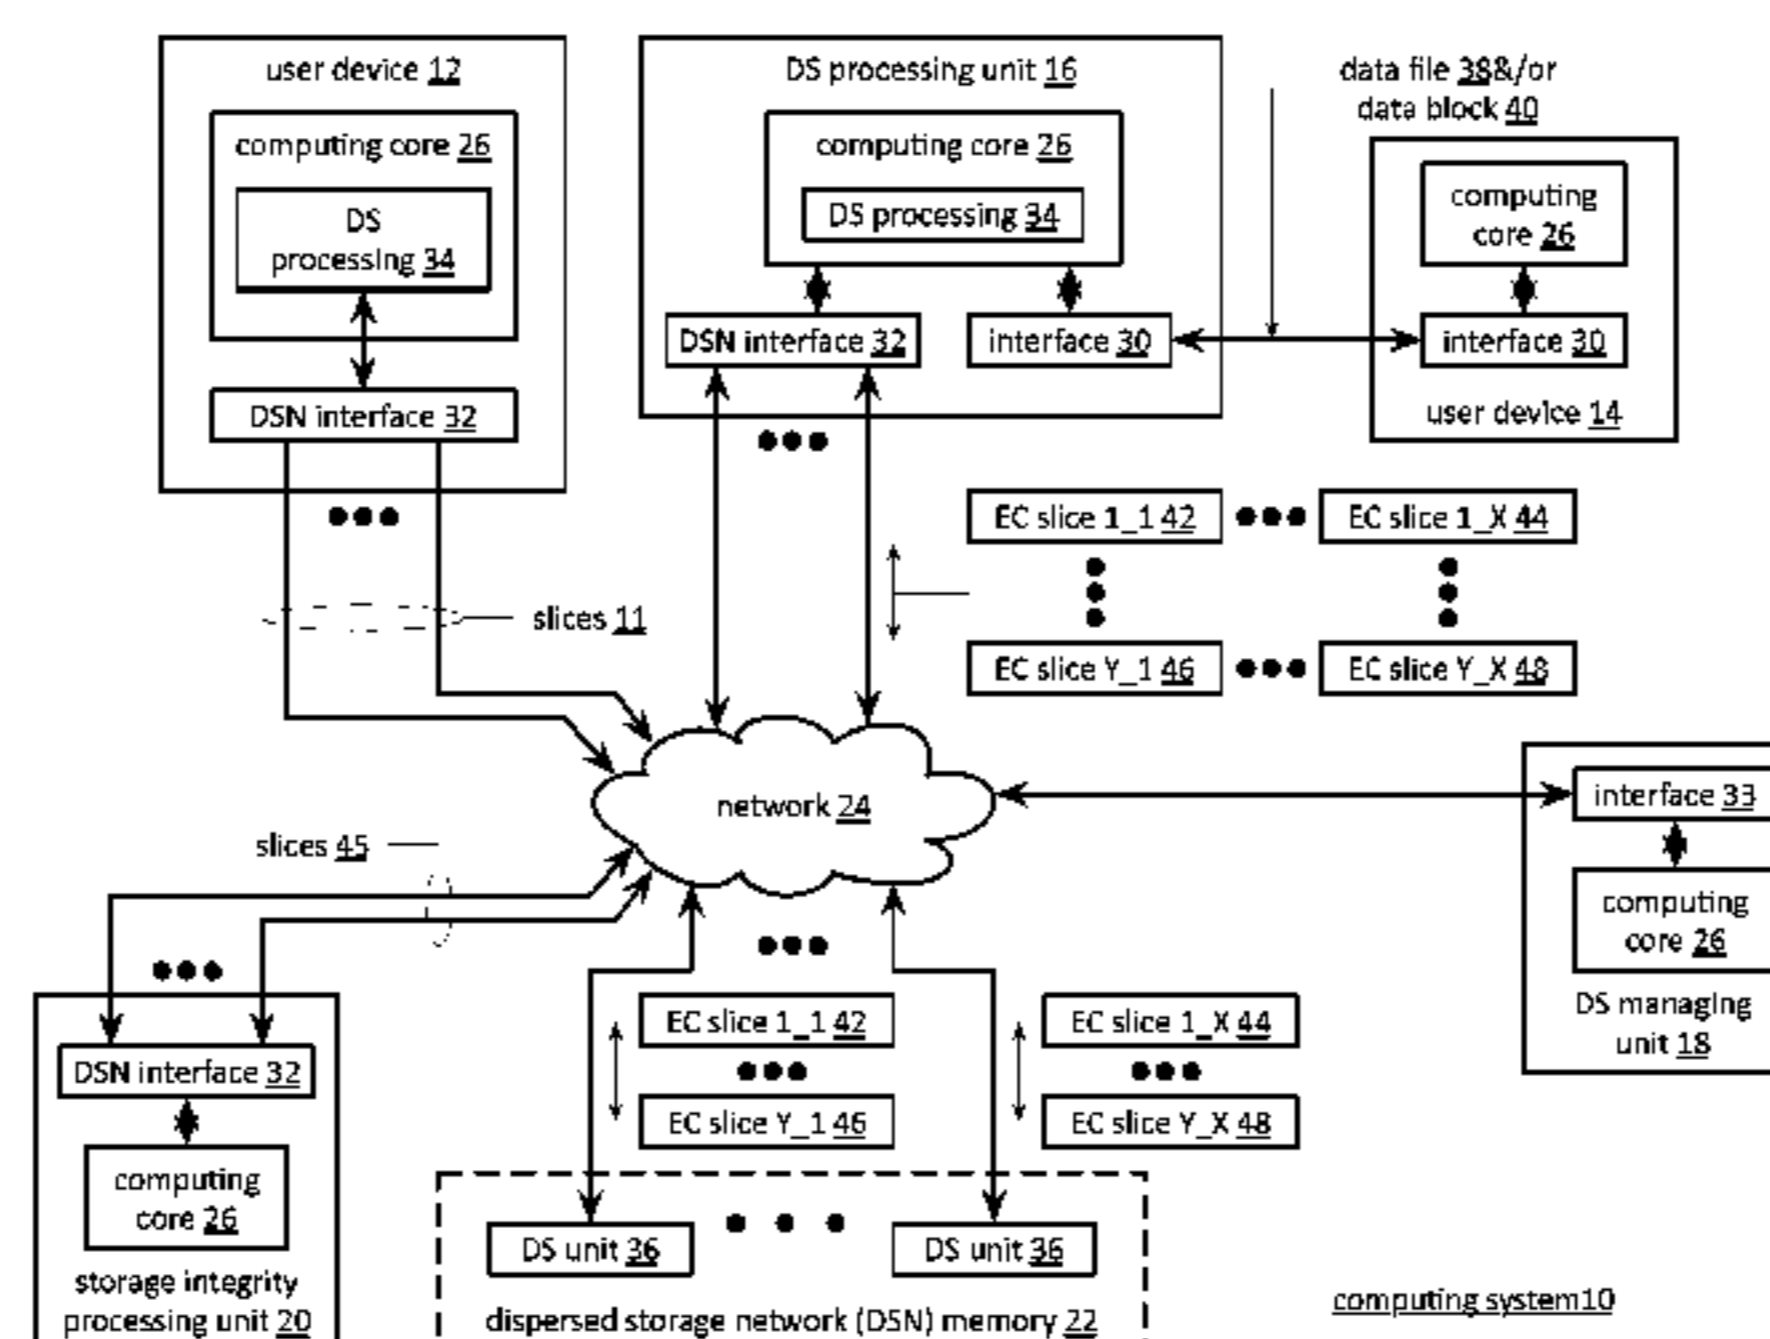 user device 12
computing core 26
DS
processing 34
DSN interface 32
DS processing unit 16
computing core 26
DS processing 34
DSN interface 32
interface 30
data file 38&/or
data block 40
computing
core 26
interface 30
user device 14
EC slice 1_1 42
EC slice 1_X 44
EC slice Y_1 46
EC slice Y_X 48
slices 11
network 24
slices 45
interface 33
computing
core 26
DS managing
unit 18
DSN interface 32
computing
core 26
storage integrity
processing unit 20
EC slice 1_1 42
EC slice 1_X 44
EC slice Y_1 46
EC slice Y_X 48
DS unit 36
DS unit 36
dispersed storage network (DSN) memory 22
computing system10